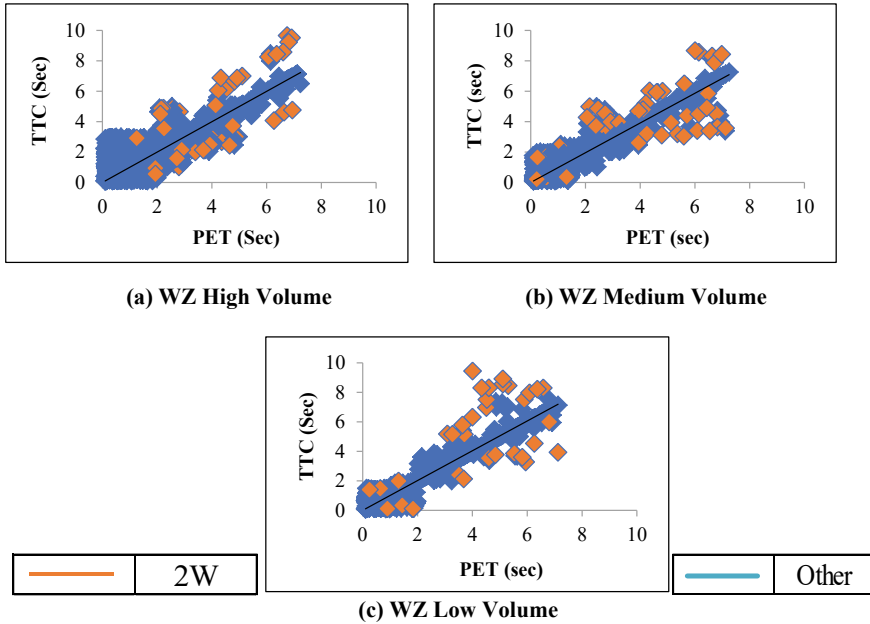 10
8
6
4
2
0
TTC (Sec)
0 2 4 6 8 10
PET (Sec)
(a) WZ High Volume
10
8
6
4
2
0
TTC (sec)
0 2 4 6 8 10
PET (sec)
(b) WZ Medium Volume
10
8
6
4
2
0
TTC (Sec)
0 2 4 6 8 10
PET (sec)
2W
Other
(c) WZ Low Volume